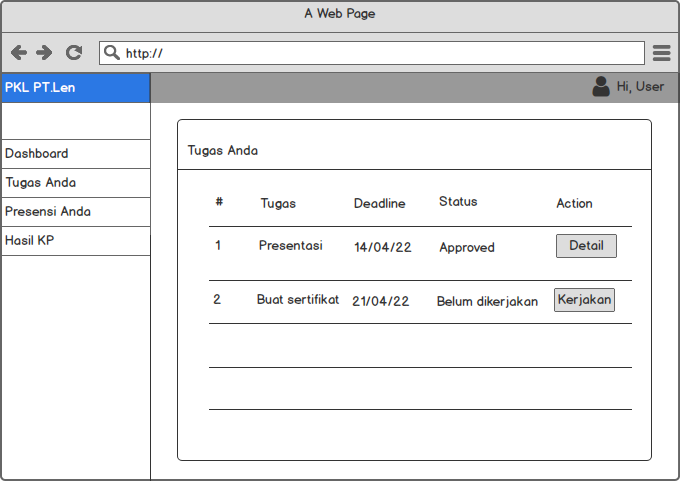 A Web Page
http://
PKL PT.Len
Hi, User
Dashboard
Tugas Anda
Presensi Anda
Hasil KP
Tugas Anda
# Tugas Deadline Status Action
1 Presentasi 14/04/22 Approved Detail
2 Buat sertifikat 21/04/22 Belum dikerjakan Kerjakan